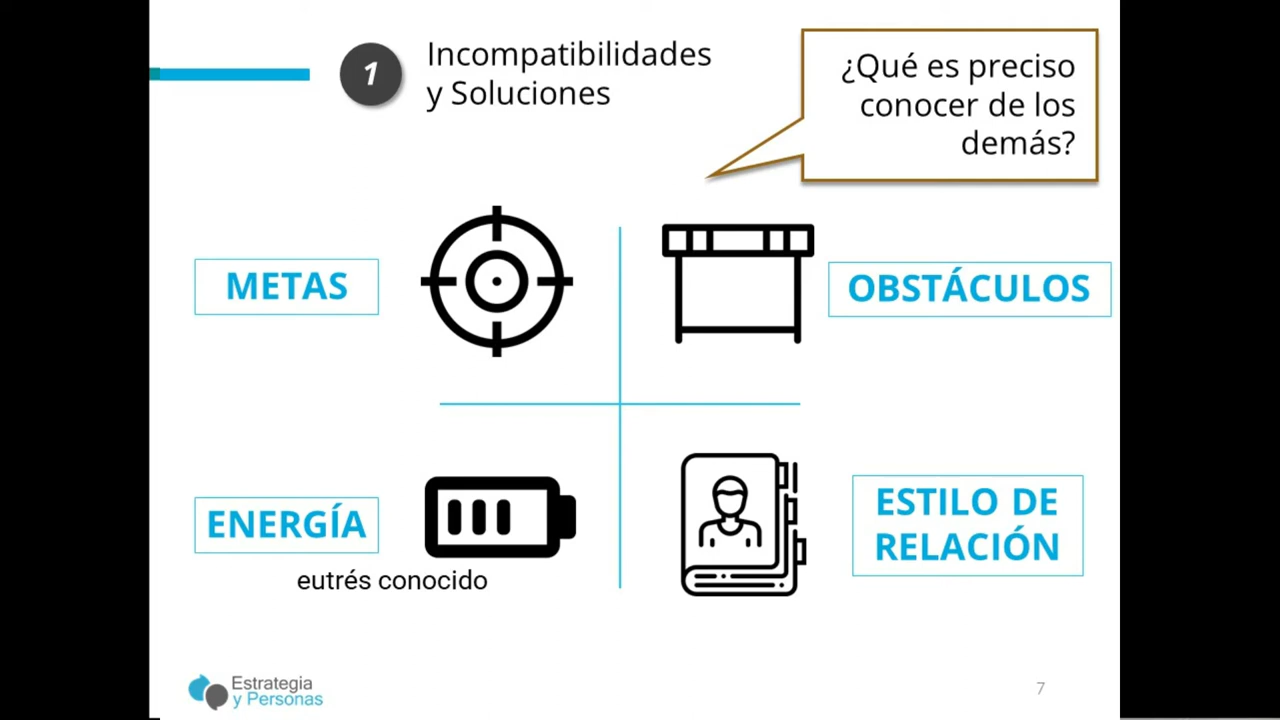 1
Incompatibilidades
y Soluciones
¿Qué es preciso
conocer de los
demás?
METAS
OBSTÁCULOS
ENERGÍA
eutrés conocido
ESTILO DE
RELACIÓN
Estrategia
y Personas
7